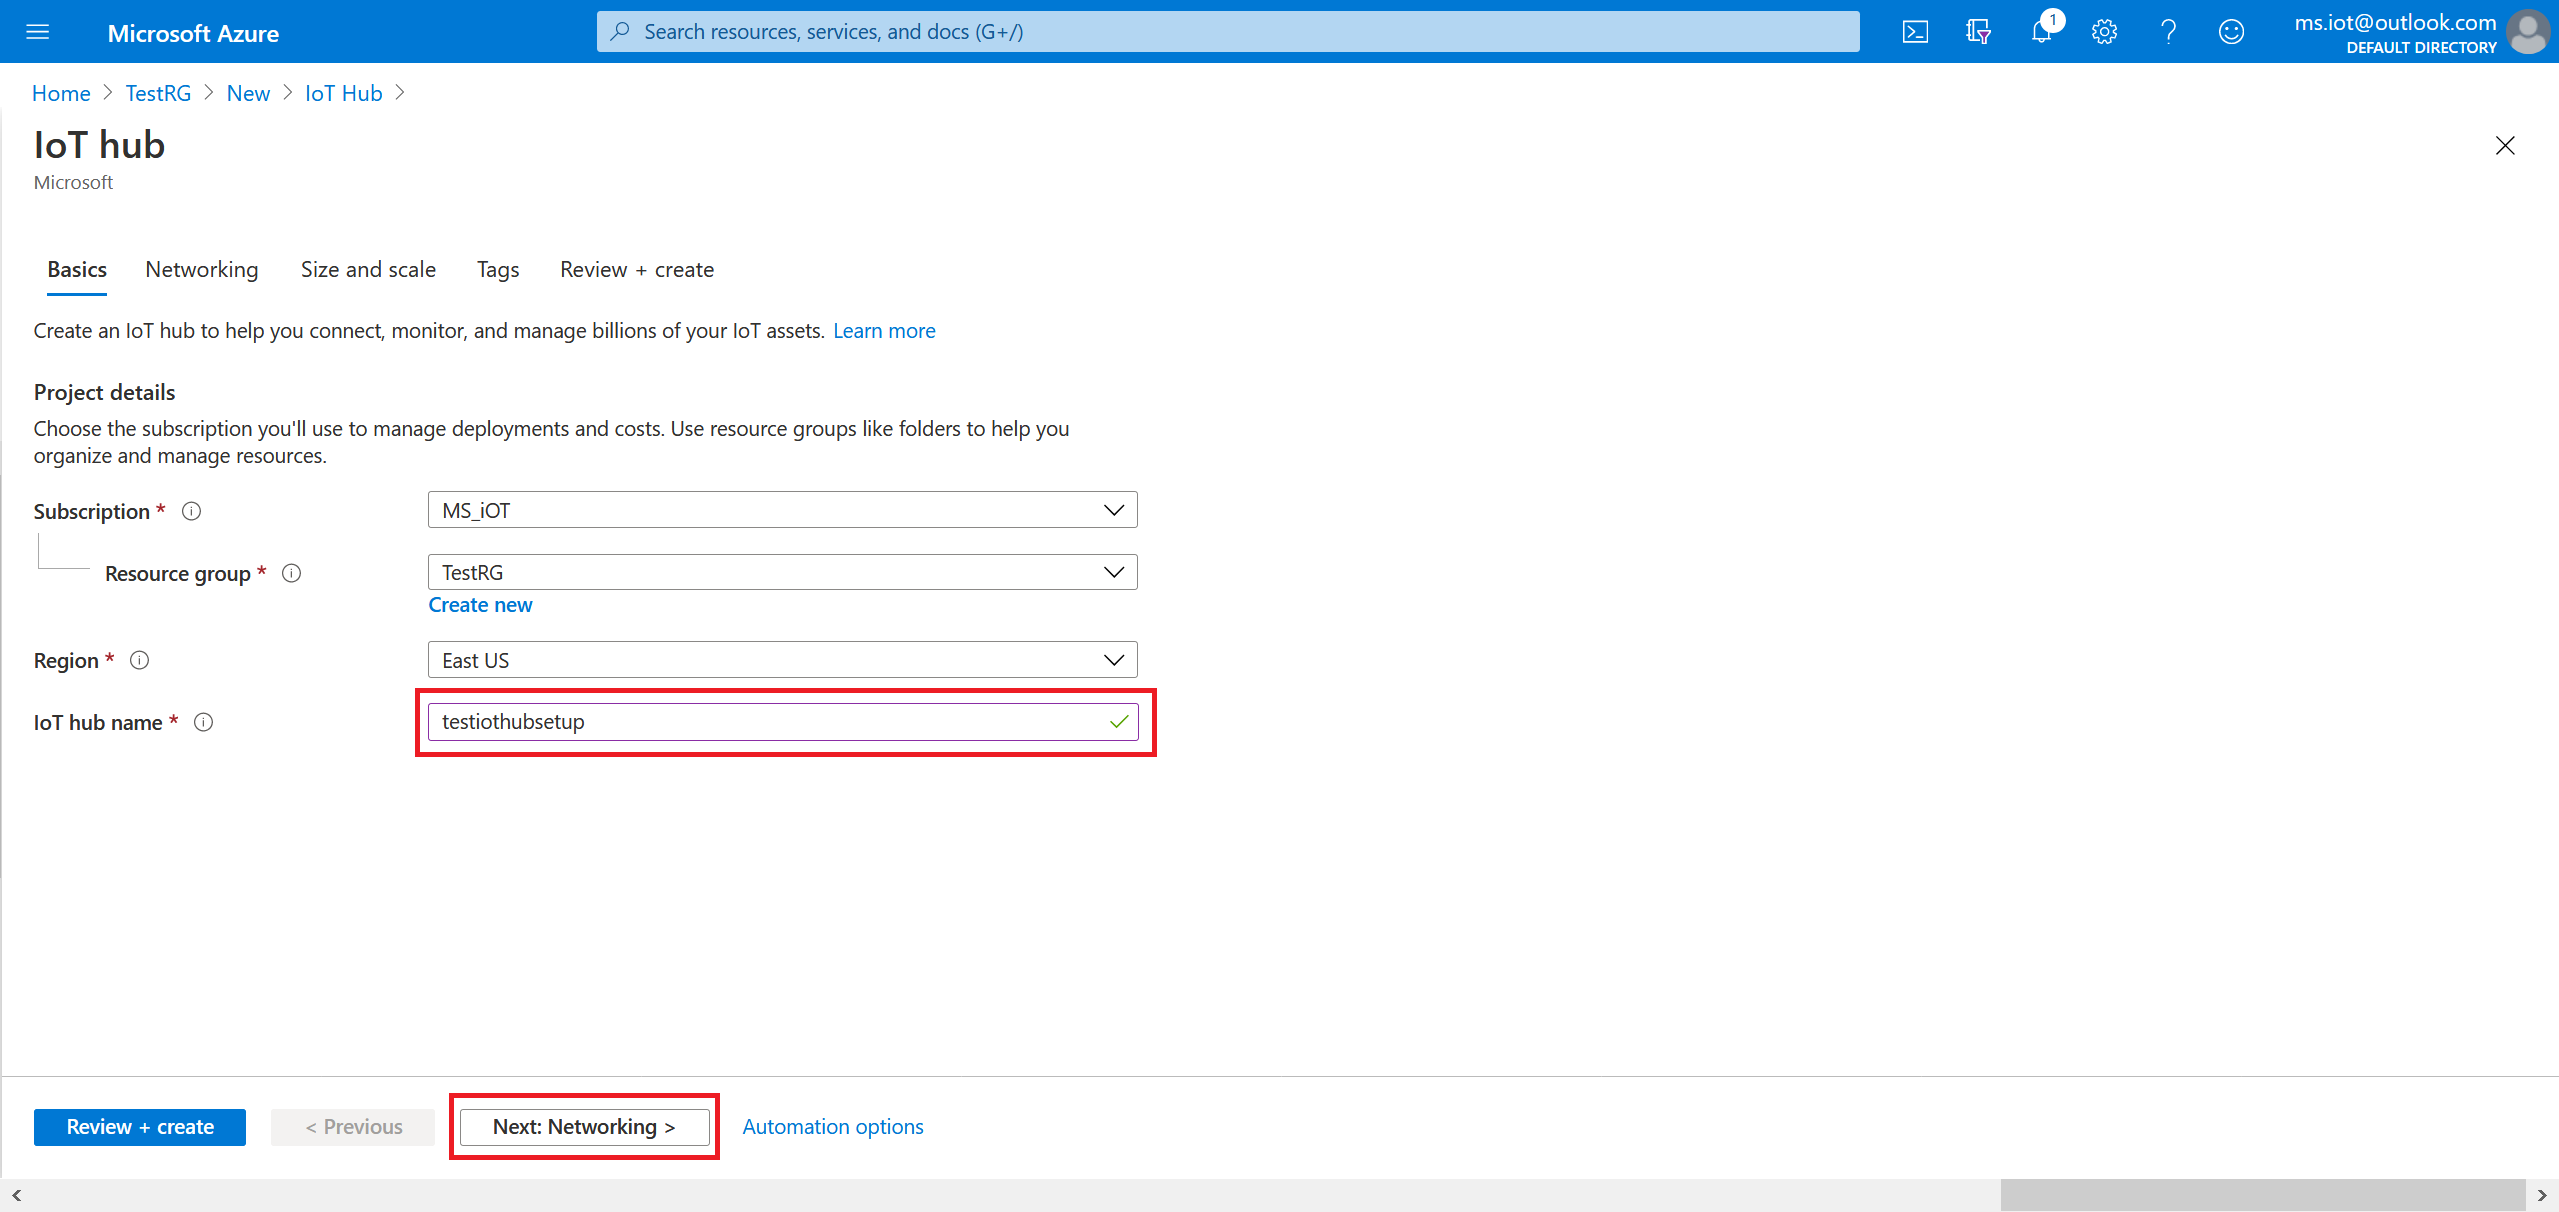 Microsoft Azure
Search resources, services, and docs (G+/)
1
ms.iot@outlook.com
DEFAULT DIRECTORY
Home > TestRG > New > IoT Hub >
IoT hub
Microsoft
Basics Networking Size and scale Tags Review + create
Create an IoT hub to help you connect, monitor, and manage billions of your IoT assets. Learn more
Project details
Choose the subscription you'll use to manage deployments and costs. Use resource groups like folders to help you
organize and manage resources.
Subscription * MS_iOT
Resource group * TestRG
Create new
Region * East US
IoT hub name * testiothubsetup
Review + create < Previous Next: Networking > Automation options